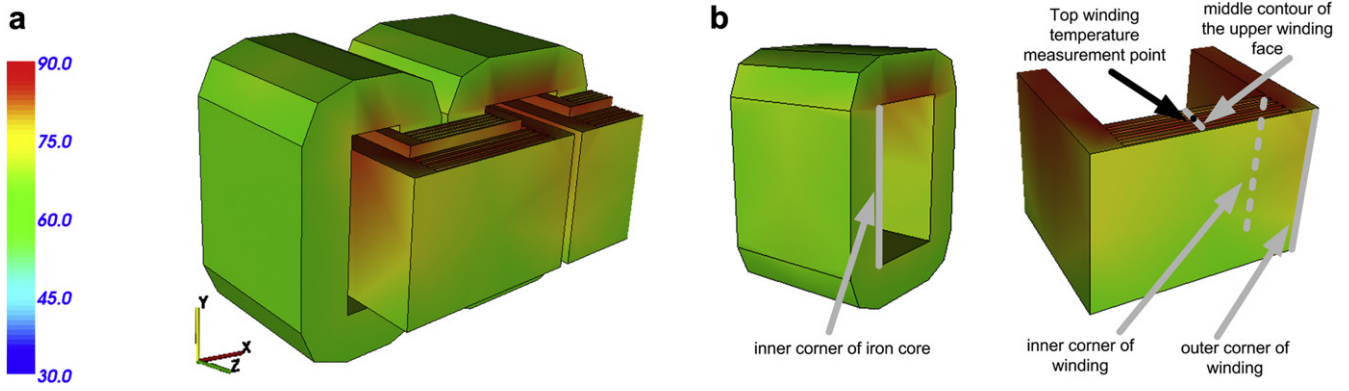 a
90.0
75.0
60.0
45.0
30.0
Y
X
Z
b
Top winding
temperature
measurement point
middle contour of
the upper winding
face
inner corner of iron core
inner corner of
winding
outer corner of
winding